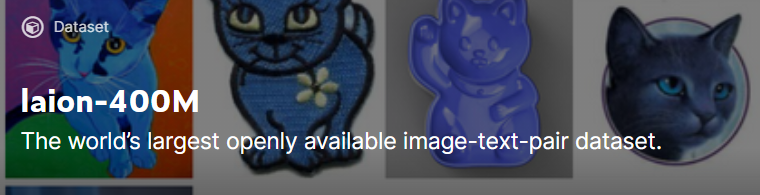 Dataset
laion-400M
The world's largest openly available image-text-pair dataset.